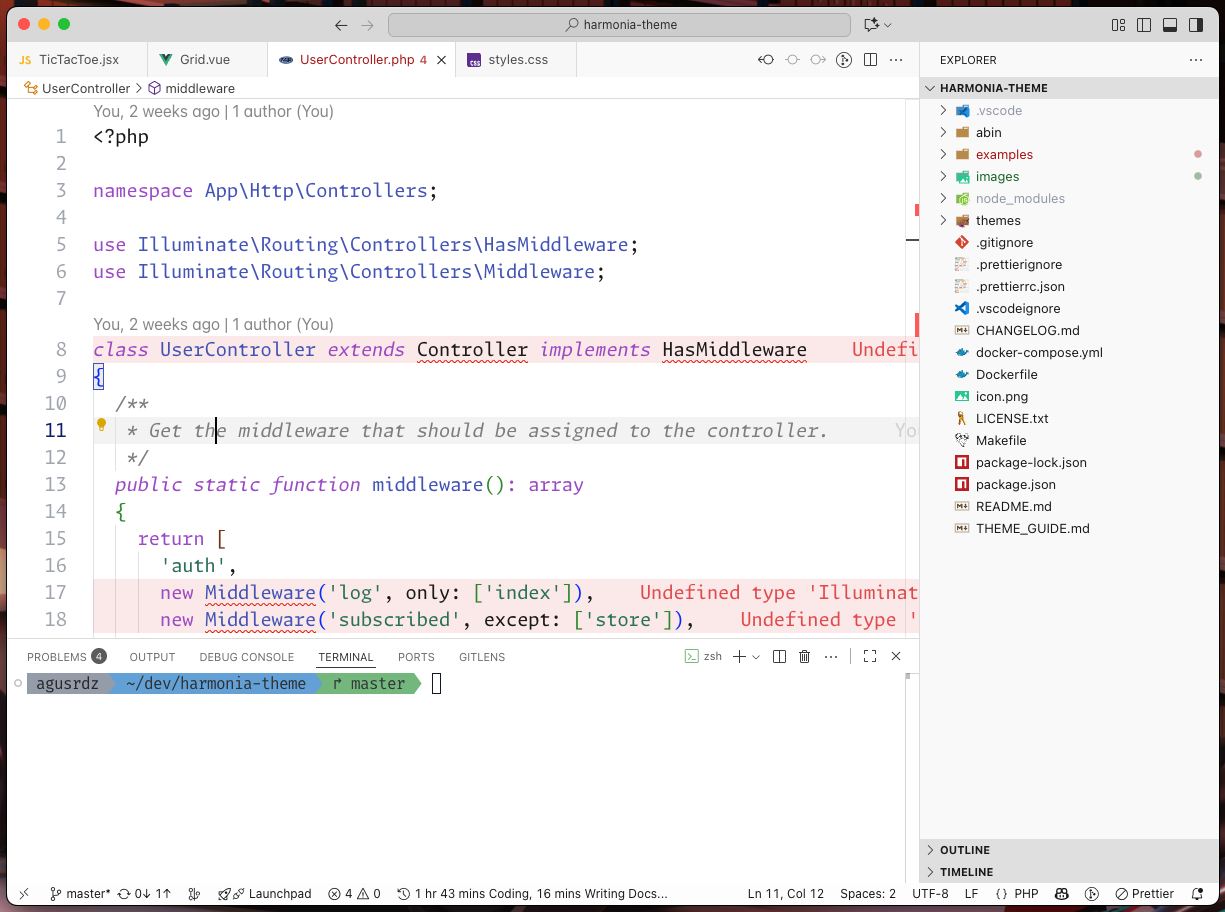 harmonia-theme
JS TicTacToe.jsx
Grid.vue
UserController.php 4
css styles.css
EXPLORER
UserController > middleware
HARMONIA-THEME
You, 2 weeks ago | 1 author (You)
1 <?php
2
3 namespace App\Http\Controllers;
4
5 use Illuminate\Routing\Controllers\HasMiddleware;
6 use Illuminate\Routing\Controllers\Middleware;
7
You, 2 weeks ago | 1 author (You)
8 class UserController extends Controller implements HasMiddleware Undefi
9 {
10 /**
11 * Get the middleware that should be assigned to the controller. Yo
12 */
13 public static function middleware(): array
14 {
15 return [
16 'auth',
17 new Middleware('log', only: ['index']), Undefined type 'Illuminat
18 new Middleware('subscribed', except: ['store']), Undefined type '
.vscode
abin
examples
images
node_modules
themes
.gitignore
.prettierignore
.prettierrc.json
.vscodeignore
CHANGELOG.md
docker-compose.yml
Dockerfile
icon.png
LICENSE.txt
Makefile
package-lock.json
package.json
README.md
THEME_GUIDE.md
PROBLEMS 4 OUTPUT DEBUG CONSOLE TERMINAL PORTS GITLENS
zsh
agusrdz ~/dev/harmonia-theme master
OUTLINE
TIMELINE
master* 0↓ 1↑ Launchpad 4 0 1 hr 43 mins Coding, 16 mins Writing Docs... Ln 11, Col 12 Spaces: 2 UTF-8 LF {} PHP Prettier